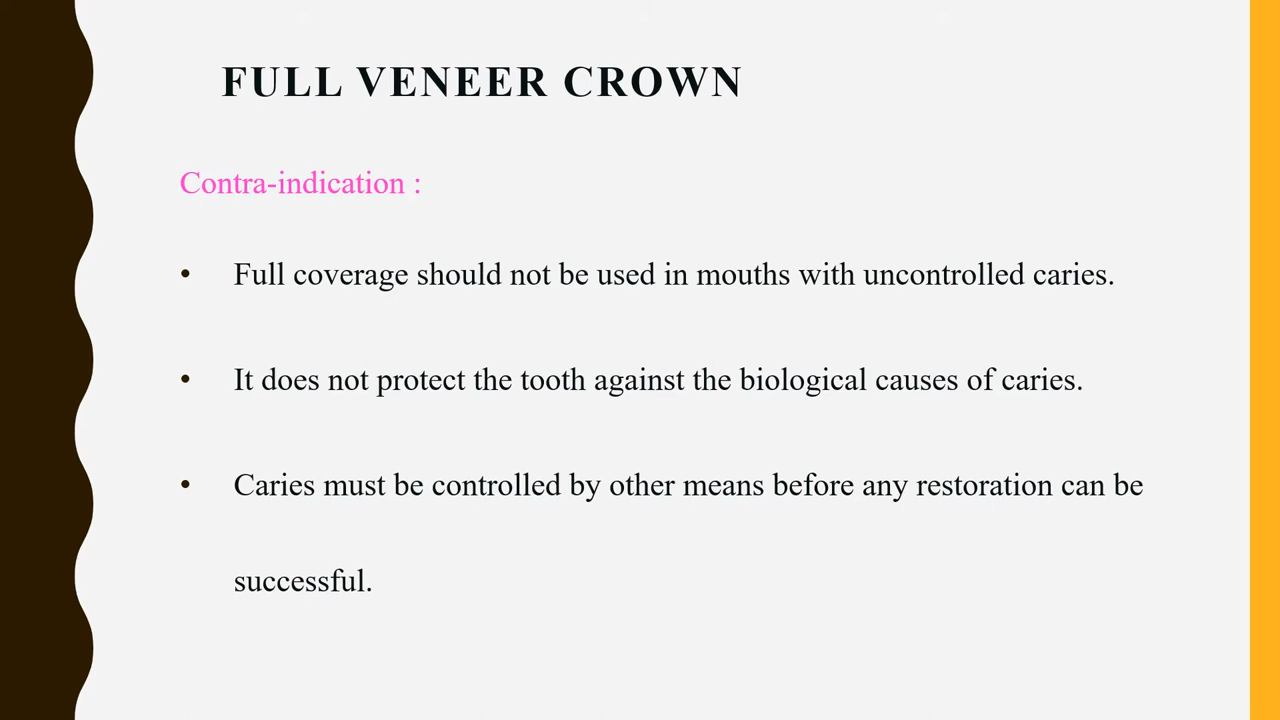 FULL VENEER CROWN
Contra-indication :
• Full coverage should not be used in mouths with uncontrolled caries.
• It does not protect the tooth against the biological causes of caries.
• Caries must be controlled by other means before any restoration can be
successful.